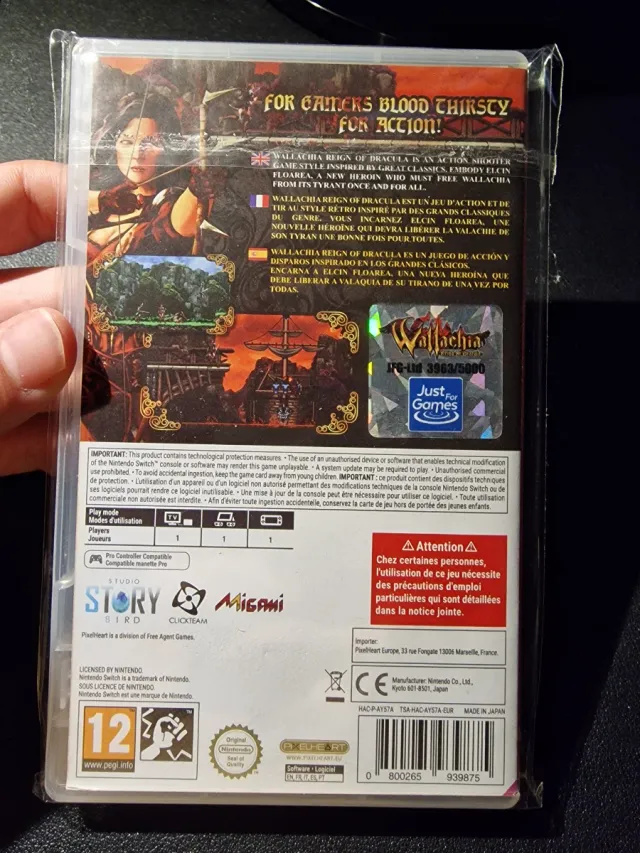 FOR GAMERS BLOOD THIRSTY
FOR ACTION!
WALLACHIA REIGN OF DRACULA IS AN ACTION SHOOTER
GAME STYLE INSPIRED BY GREAT CLASSICS. EMBODY ELCIN
FLOAREA, A NEW HEROIN WHO MUST FREE WALLACHIA
FROM ITS TYRANT ONCE AND FOR ALL.
WALLACHIA REIGN OF DRACULA EST UN JEU D'ACTION ET DE
TIR AU STYLE RÉTRO INSPIRÉ PAR DES GRANDS CLASSIQUES
DU GENRE. VOUS INCARNEZ ELCIN FLOAREA, UNE
NOUVELLE HÉROÏNE QUI DEVRA LIBÉRER LA VALACHIE DE
SON TYRAN UNE BONNE FOIS POUR TOUTES.
WALLACHIA REIGN OF DRACULA ES UN JUEGO DE ACCIÓN Y
DISPAROS INSPIRADO EN LOS GRANDES CLÁSICOS.
ENCARNA A ELCIN FLOAREA, UNA NUEVA HEROÍNA QUE
DEBE LIBERAR A VALAQUIA DE SU TIRANO DE UNA VEZ POR
TODAS.
Wallachia
JFG-Ltd 3963/5000
Just For
Games
IMPORTANT: This product contains technological protection measures. • The use of an unauthorised device or software that enables technical modification
of the Nintendo Switch™ console or software may render this game unplayable. • A system update may be required to play. • Unauthorised commercial
use prohibited. • To avoid accidental ingestion, keep the game card away from young children. IMPORTANT : ce produit contient des dispositifs techniques
de protection. • L'utilisation d'un appareil ou d'un logiciel non autorisé permettant des modifications techniques de la console Nintendo Switch ou de
ses logiciels pourrait rendre ce logiciel inutilisable. • Une mise à jour de la console peut être nécessaire pour utiliser ce logiciel. • Toute utilisation
commerciale non autorisée est interdite. • Afin d'éviter toute ingestion accidentelle, conservez la carte de jeu hors de portée des jeunes enfants.
Play mode
Modes d'utilisation
TV
Players
Joueurs
1
1
1
Pro Controller Compatible
Compatible manette Pro
Attention
Chez certaines personnes,
l'utilisation de ce jeu nécessite
des précautions d'emploi
particulières qui sont détaillées
dans la notice jointe.
STUDIO
STORY
BIRD
CLICKTEAM
MIGAMI
PixelHeart is a division of Free Agent Games.
Importer:
PixelHeart Europe, 33 rue Fongate 13006 Marseille, France.
LICENSED BY NINTENDO.
Nintendo Switch is a trademark of Nintendo.
SOUS LICENCE DE NINTENDO.
Nintendo Switch est une marque de Nintendo.
CE
Manufacturer: Nintendo Co., Ltd.,
Kyoto 601-8501, Japan
HAC-P-AY57A TSA-HAC-AY57A-EUR MADE IN JAPAN
12
www.pegi.info
Original
Nintendo
Seal of
Quality
PIXELHEART
WWW.PIXELHEART.EU
Software • Logiciel
EN, FR, IT, ES, PT
0 800265 939875